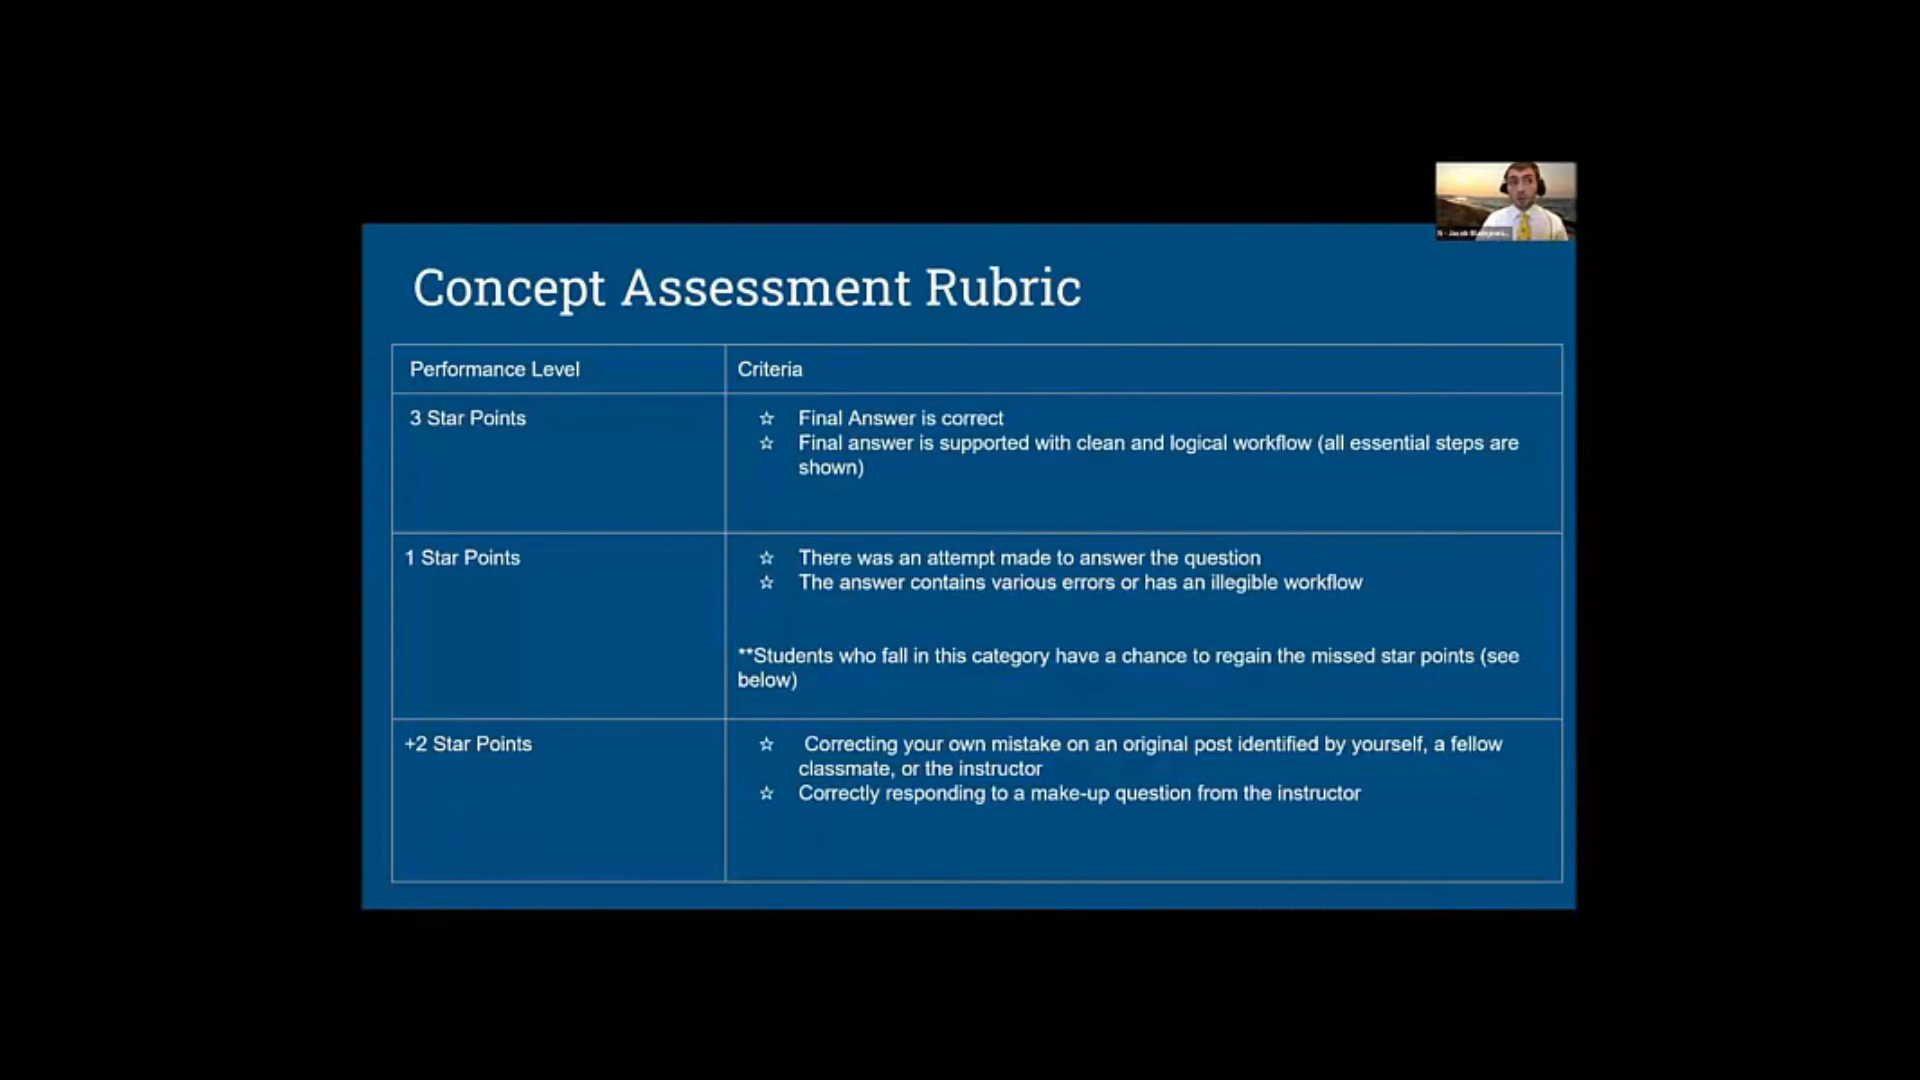 Concept Assessment Rubric
Performance Level
Criteria
3 Star Points
☆ Final Answer is correct
☆ Final answer is supported with clean and logical workflow (all essential steps are
shown)
1 Star Points
☆ There was an attempt made to answer the question
☆ The answer contains various errors or has an illegible workflow
**Students who fall in this category have a chance to regain the missed star points (see
below)
+2 Star Points
☆ Correcting your own mistake on an original post identified by yourself, a fellow
classmate, or the instructor
☆ Correctly responding to a make-up question from the instructor